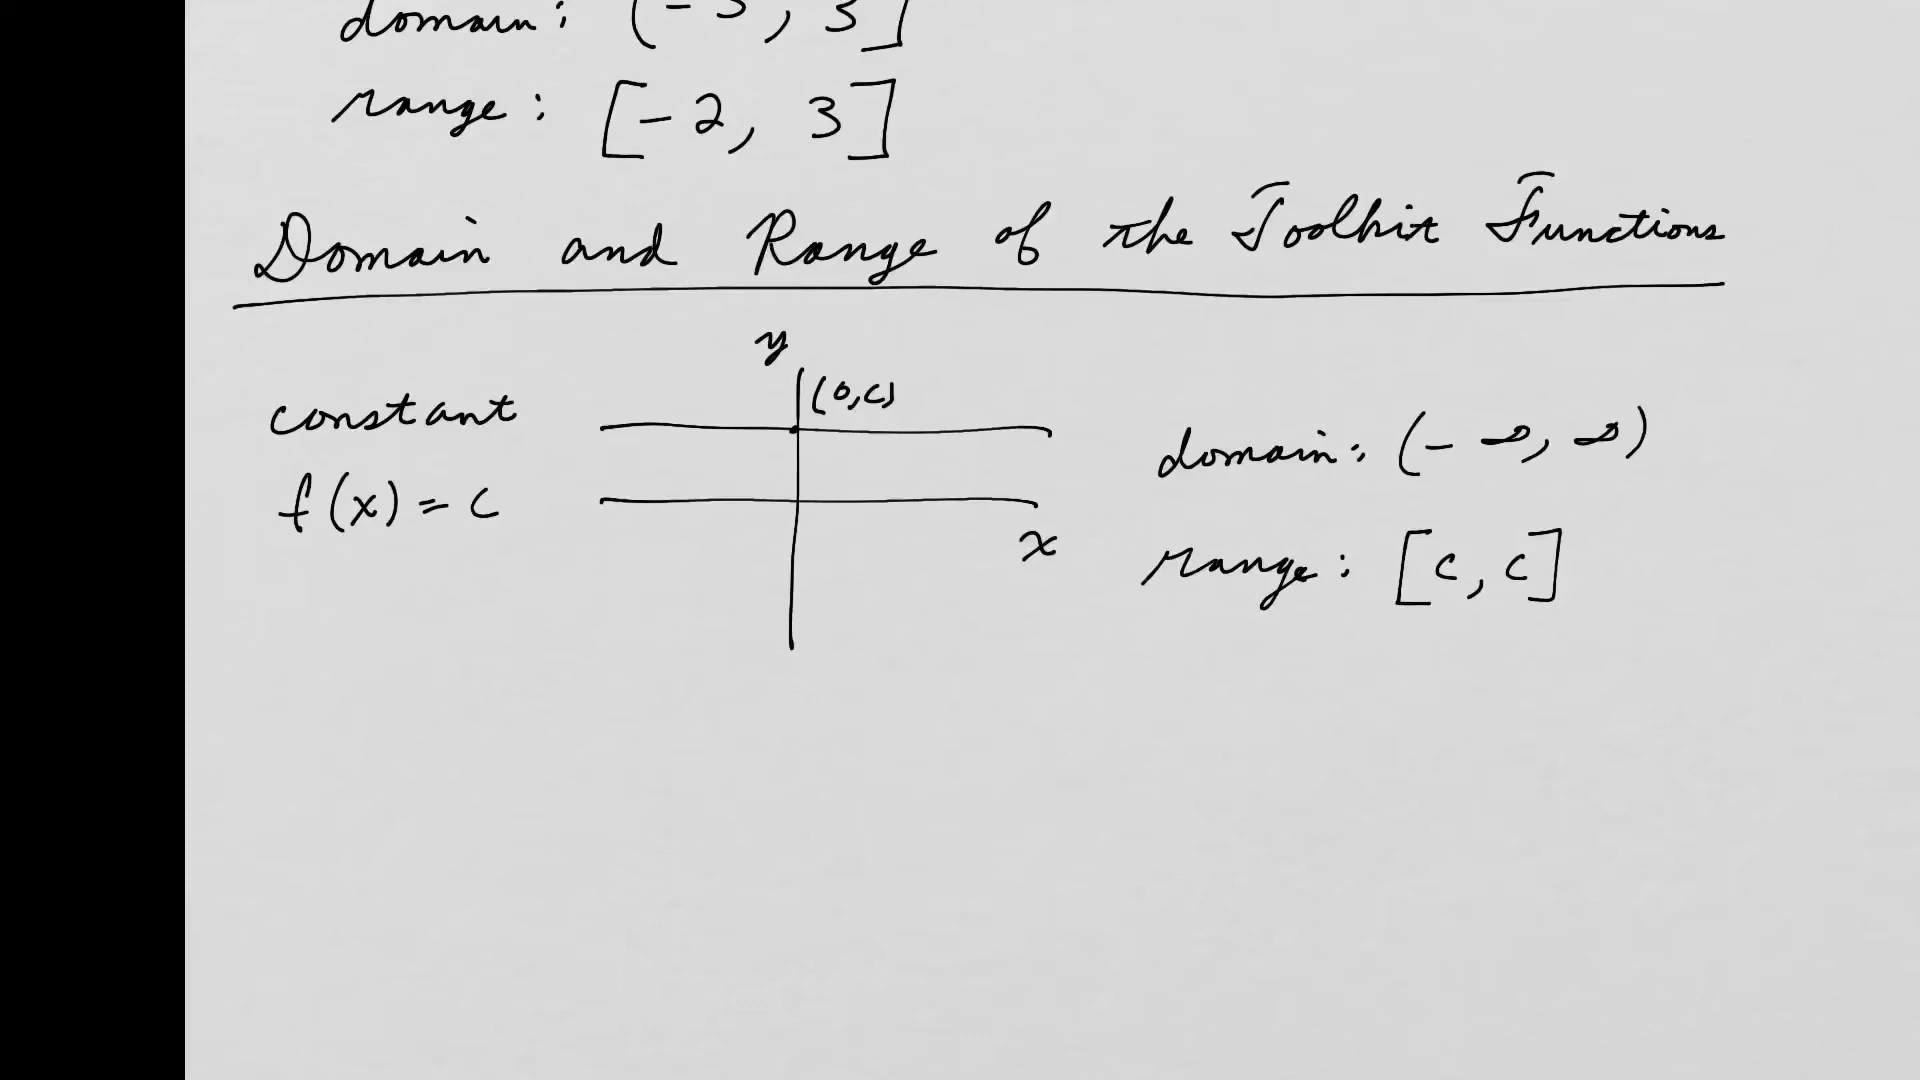 domain: (-3, 3]
range: [-2, 3]
Domain and Range of the Toolkit Functions
y
(0,c)
constant
domain: (-∞, ∞)
f(x) = c
x
range: [c, c]